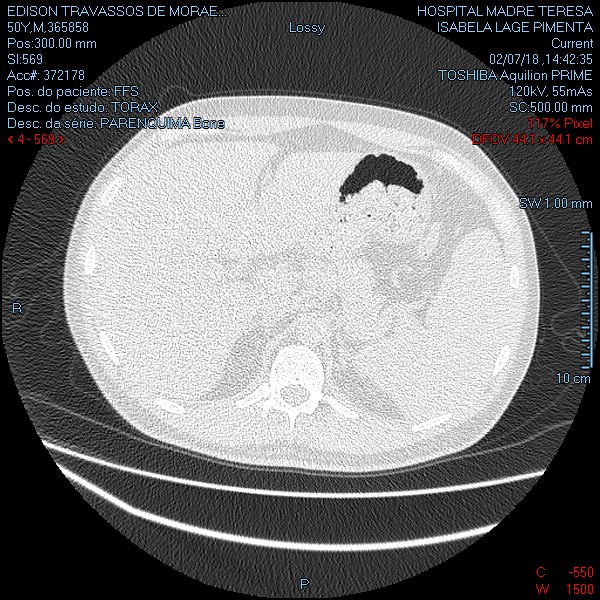 EDISON TRAVASSOS DE MORAE...
50Y,M,365858
Pos:300.00 mm
SI:569
Acc#: 372178
Pos. do paciente: FFS
Desc. do estudo: TORAX
Desc. da série: PARENQUIMA Bone
< 4 - 569 >
Lossy
HOSPITAL MADRE TERESA
ISABELA LAGE PIMENTA
Current
02/07/18 ,14:42:35
TOSHIBA Aquilion PRIME
120kV, 55mAs
SC:500.00 mm
117% Pixel
DFOV 44.1 x 44.1 cm
SW 1.00 mm
R
10 cm
P
C -550
W 1500